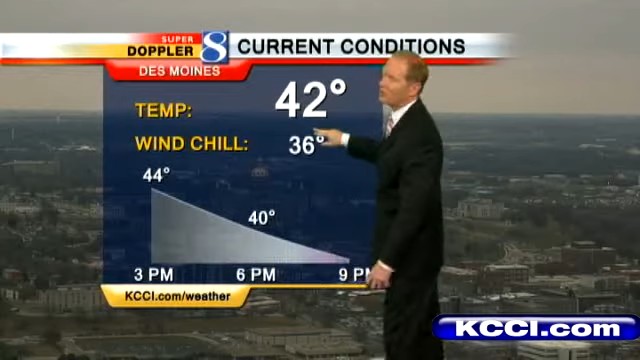 SUPER
DOPPLER 8 CURRENT CONDITIONS
DES MOINES
TEMP: 42°
WIND CHILL: 36°
44°
40°
3 PM 6 PM 9 PM
KCCI.com/weather
KCCI.com